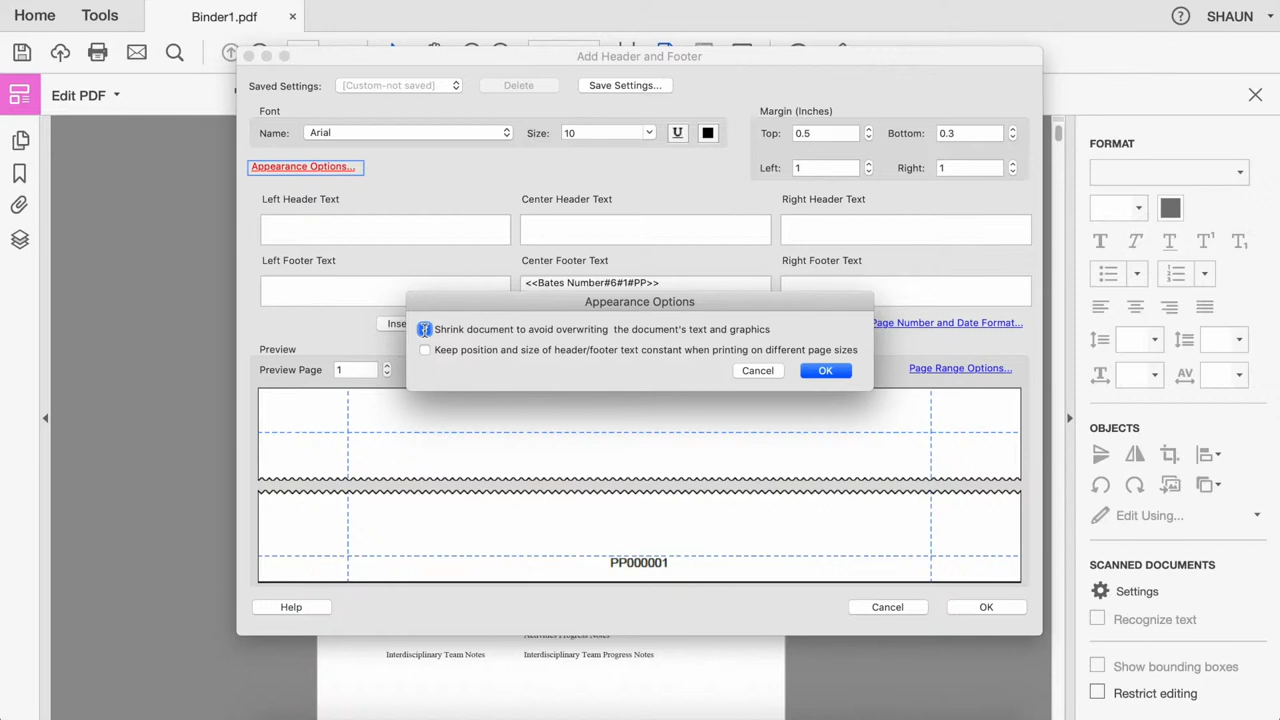 Home
Tools
Binder1.pdf
SHAUN
Add Header and Footer
Edit PDF
Saved Settings:
[Custom-not saved]
Delete
Save Settings...
Font
Name:
Arial
Size:
10
U
Margin (Inches)
Top:
0.5
Bottom:
0.3
Left:
1
Right:
1
Appearance Options...
Left Header Text
Center Header Text
Right Header Text
Left Footer Text
Center Footer Text
Right Footer Text
<<Bates Number#6#1#PP>>
Appearance Options
Shrink document to avoid overwriting the document's text and graphics
Keep position and size of header/footer text constant when printing on different page sizes
Cancel
OK
Page Number and Date Format...
Preview
Preview Page
1
Page Range Options...
PP000001
Help
Cancel
OK
Activities Progress Notes
Interdisciplinary Team Notes
Interdisciplinary Team Progress Notes
FORMAT
OBJECTS
Edit Using...
SCANNED DOCUMENTS
Settings
Recognize text
Show bounding boxes
Restrict editing